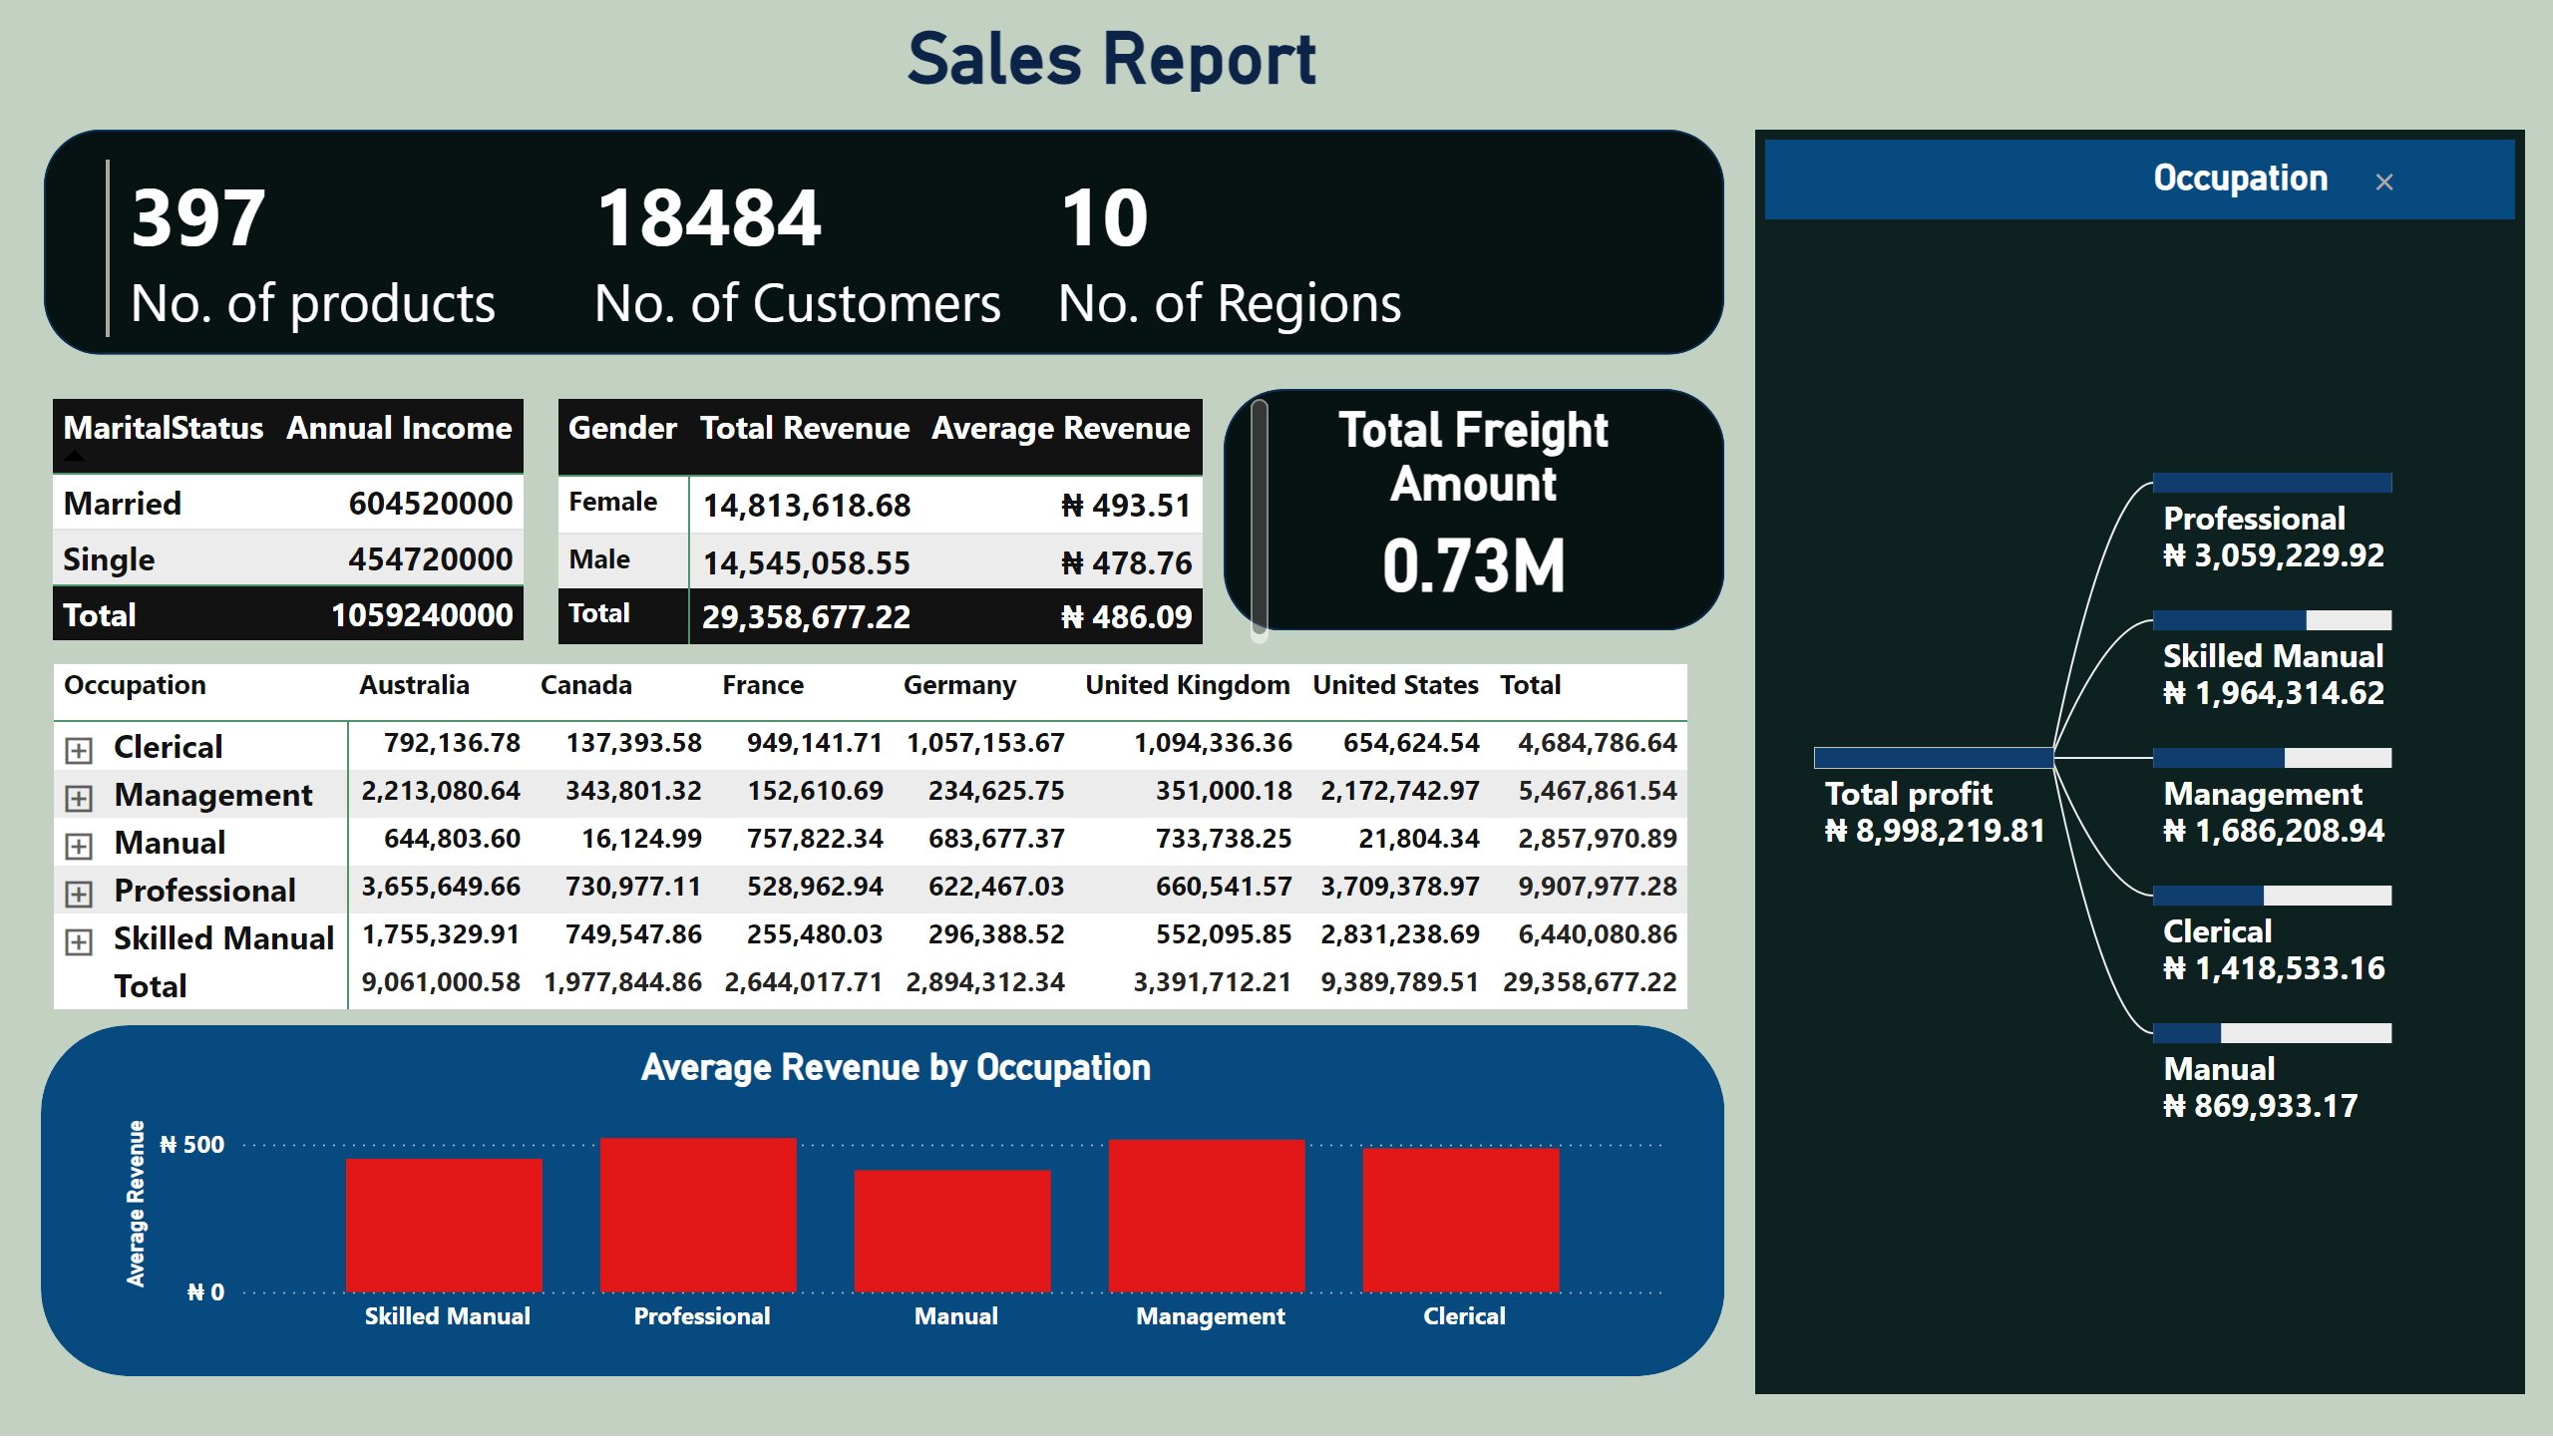 Sales Report
397 18484 10
No. of products No. of Customers No. of Regions
MaritalStatus Annual Income
Married 604520000
Single 454720000
Total 1059240000
Gender Total Revenue Average Revenue
Female 14,813,618.68 ₦ 493.51
Male 14,545,058.55 ₦ 478.76
Total 29,358,677.22 ₦ 486.09
Total Freight
Amount
0.73M
Occupation Australia Canada France Germany United Kingdom United States Total
Clerical 792,136.78 137,393.58 949,141.71 1,057,153.67 1,094,336.36 654,624.54 4,684,786.64
Management 2,213,080.64 343,801.32 152,610.69 234,625.75 351,000.18 2,172,742.97 5,467,861.54
Manual 644,803.60 16,124.99 757,822.34 683,677.37 733,738.25 21,804.34 2,857,970.89
Professional 3,655,649.66 730,977.11 528,962.94 622,467.03 660,541.57 3,709,378.97 9,907,977.28
Skilled Manual 1,755,329.91 749,547.86 255,480.03 296,388.52 552,095.85 2,831,238.69 6,440,080.86
Total 9,061,000.58 1,977,844.86 2,644,017.71 2,894,312.34 3,391,712.21 9,389,789.51 29,358,677.22
Average Revenue by Occupation
Average Revenue
₦ 500
₦ 0
Skilled Manual Professional Manual Management Clerical
Occupation
Total profit
₦ 8,998,219.81
Professional
₦ 3,059,229.92
Skilled Manual
₦ 1,964,314.62
Management
₦ 1,686,208.94
Clerical
₦ 1,418,533.16
Manual
₦ 869,933.17